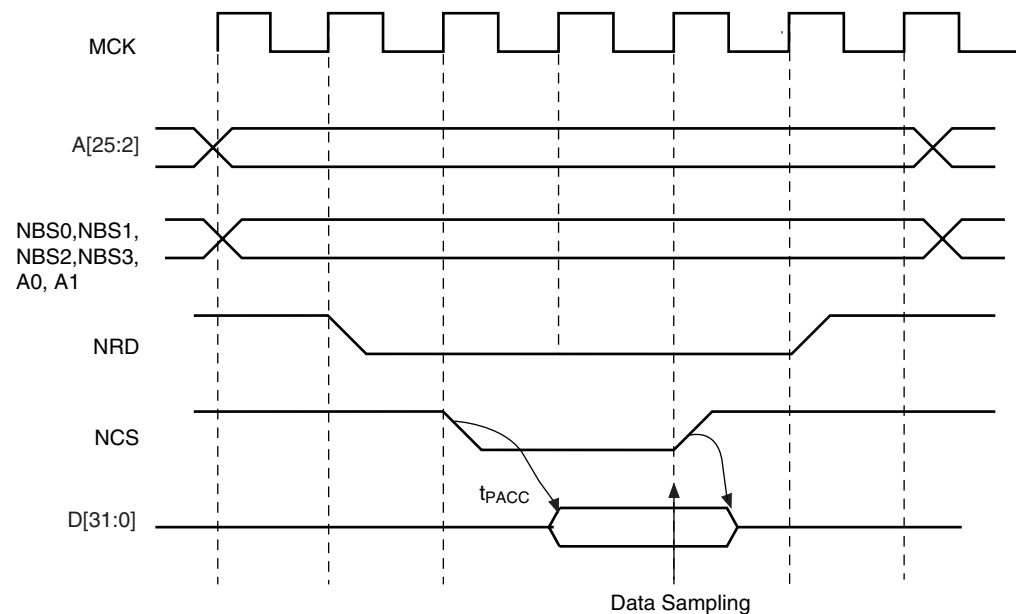 MCK
A[25:2]
NBS0,NBS1,
NBS2,NBS3,
A0, A1
NRD
NCS
tPACC
D[31:0]
Data Sampling